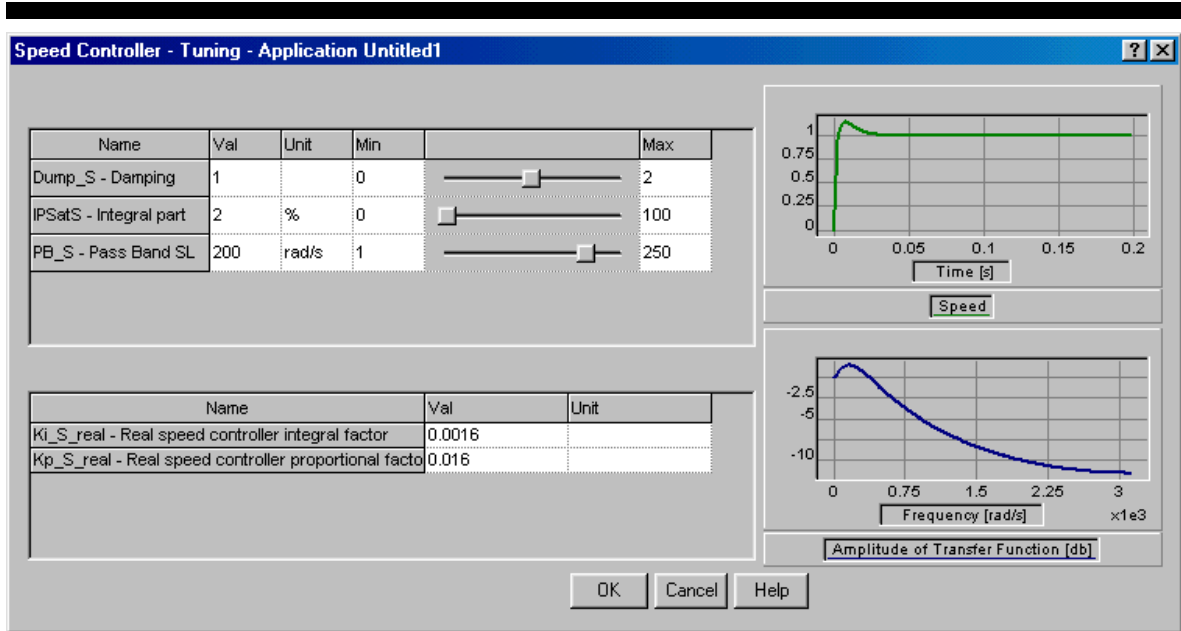 Speed Controller - Tuning - Application Untitled1
Name Val Unit Min Max
Dump_S - Damping 1 0 2
IPSatS - Integral part 2 % 0 100
PB_S - Pass Band SL 200 rad/s 1 250
Name Val Unit
Ki_S_real - Real speed controller integral factor 0.0016
Kp_S_real - Real speed controller proportional facto 0.016
1
0.75
0.5
0.25
0
0 0.05 0.1 0.15 0.2
Time [s]
Speed
-2.5
-5
-10
0 0.75 1.5 2.25 3
Frequency [rad/s] ×1e3
Amplitude of Transfer Function [db]
OK Cancel Help